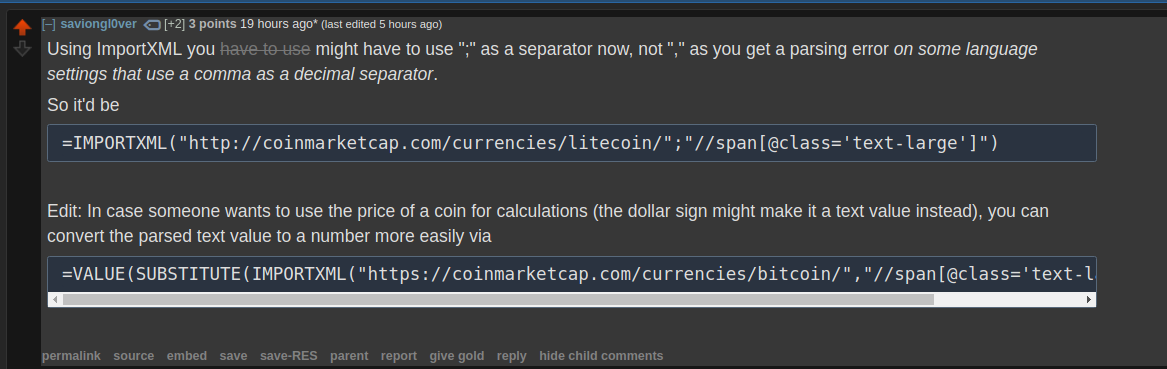 [–] saviongl0ver [+2] 3 points 19 hours ago* (last edited 5 hours ago)
Using ImportXML you have to use might have to use ";" as a separator now, not "," as you get a parsing error on some language
settings that use a comma as a decimal separator.
So it'd be
=IMPORTXML("http://coinmarketcap.com/currencies/litecoin/";"//span[@class='text-large']")
Edit: In case someone wants to use the price of a coin for calculations (the dollar sign might make it a text value instead), you can
convert the parsed text value to a number more easily via
=VALUE(SUBSTITUTE(IMPORTXML("https://coinmarketcap.com/currencies/bitcoin/","//span[@class='text-l
permalink source embed save save-RES parent report give gold reply hide child comments